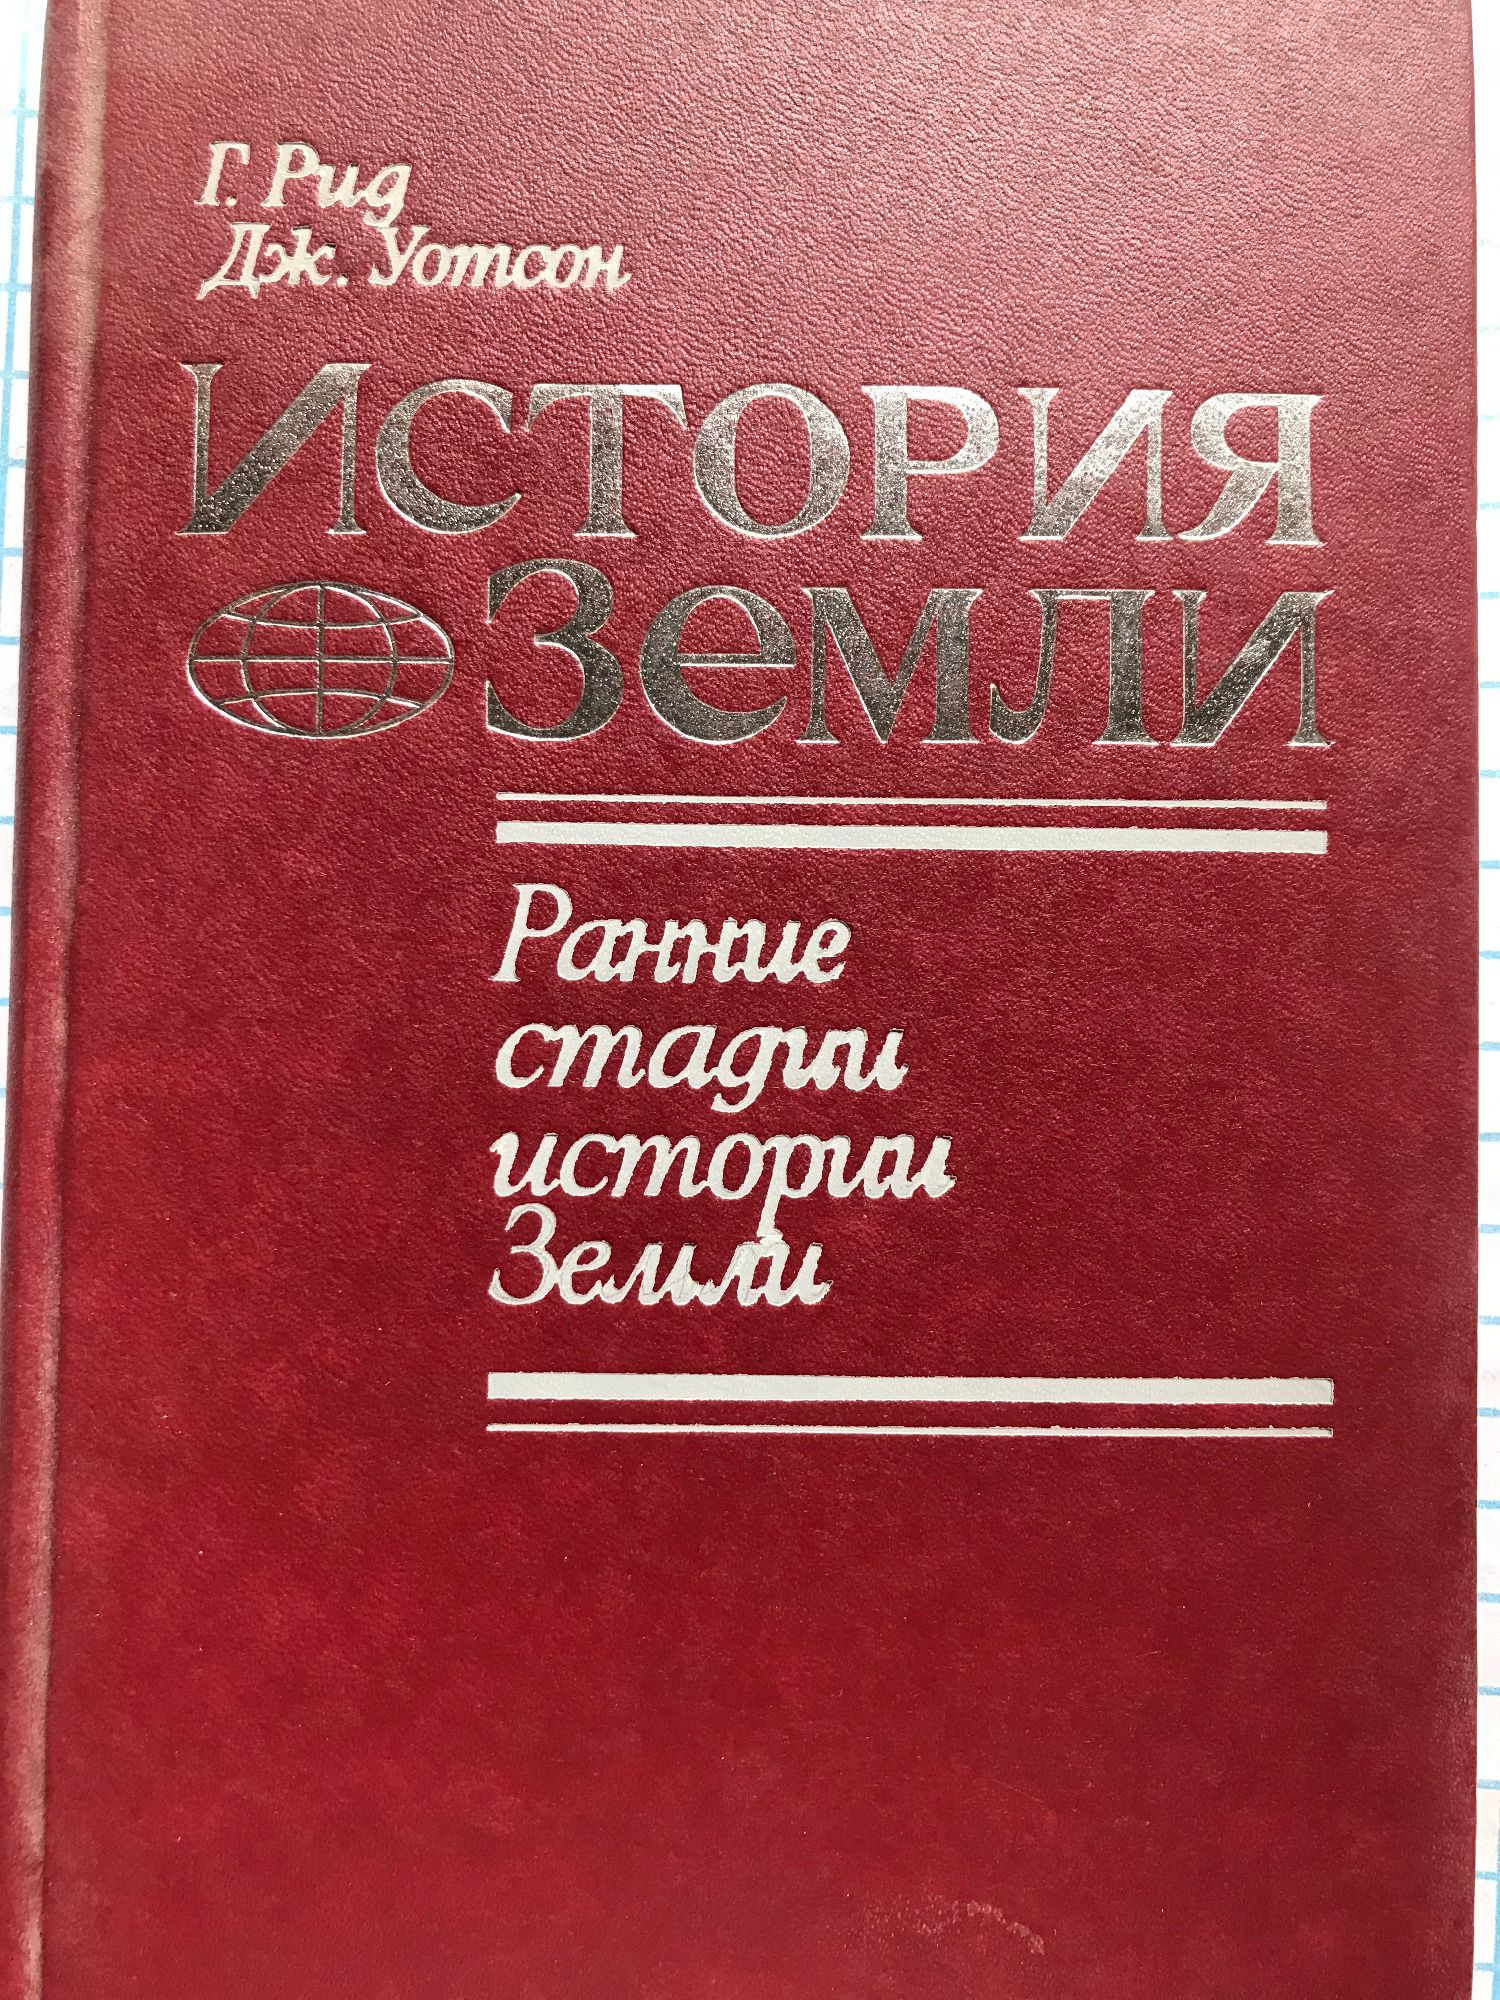 Г. Рид
Дж. Уотсон
История
Земли
Ранние
стадии
истории
Земли